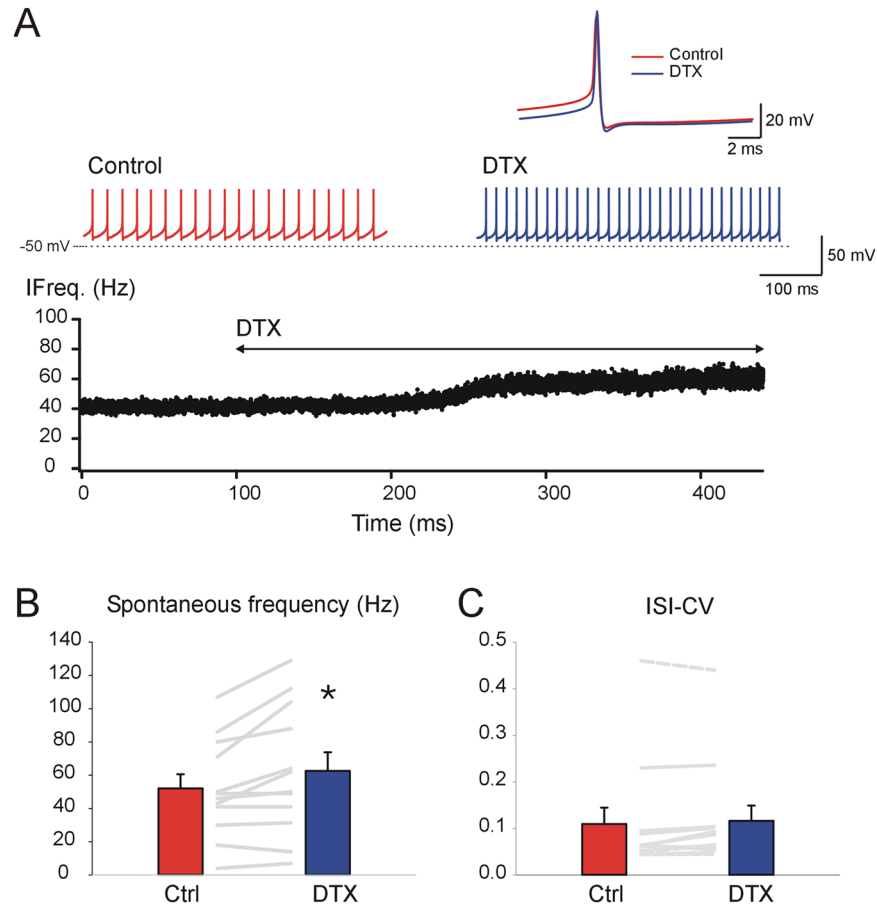 A
Control
DTX
20 mV
2 ms
Control
DTX
-50 mV
50 mV
100 ms
IFreq. (Hz)
100
80
60
40
20
0
DTX
0
100
200
300
400
Time (ms)
B
Spontaneous frequency (Hz)
140
120
100
80
60
40
20
0
*
Ctrl
DTX
C
ISI-CV
0.5
0.4
0.3
0.2
0.1
0.0
Ctrl
DTX